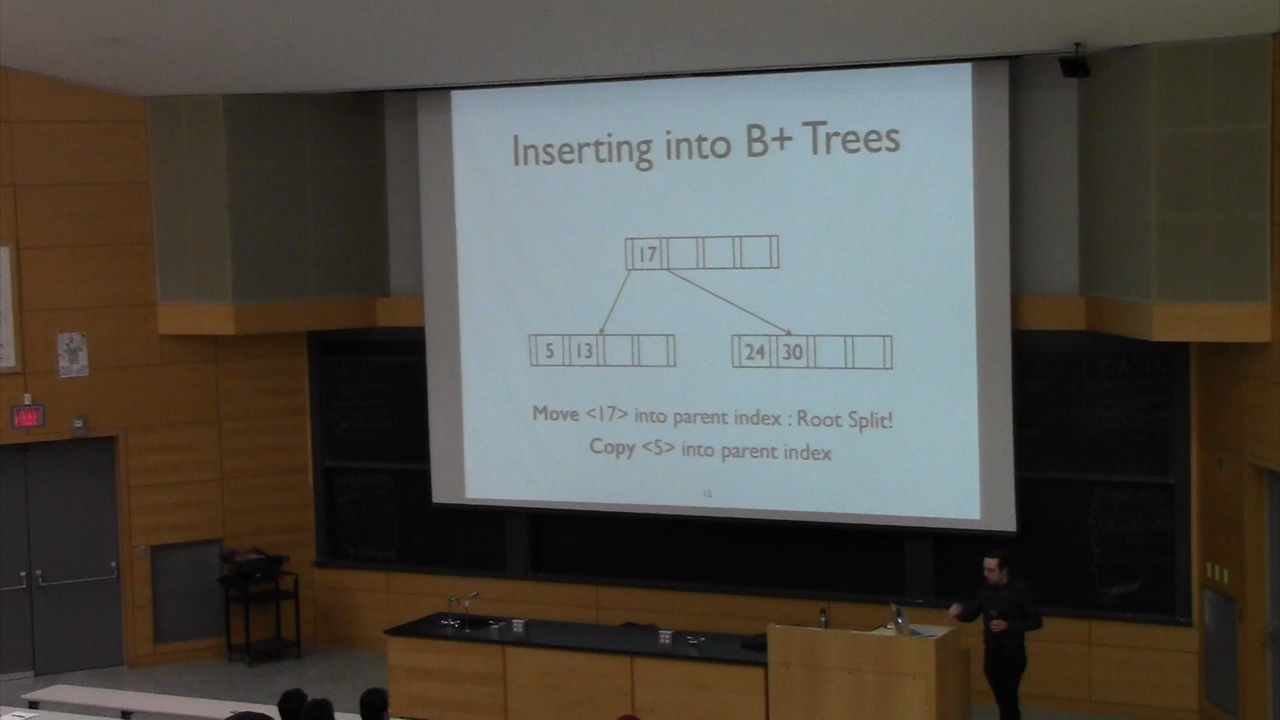 Inserting into B+ Trees
17
5 13
24 30
Move <17> into parent index : Root Split!
Copy <5> into parent index
12